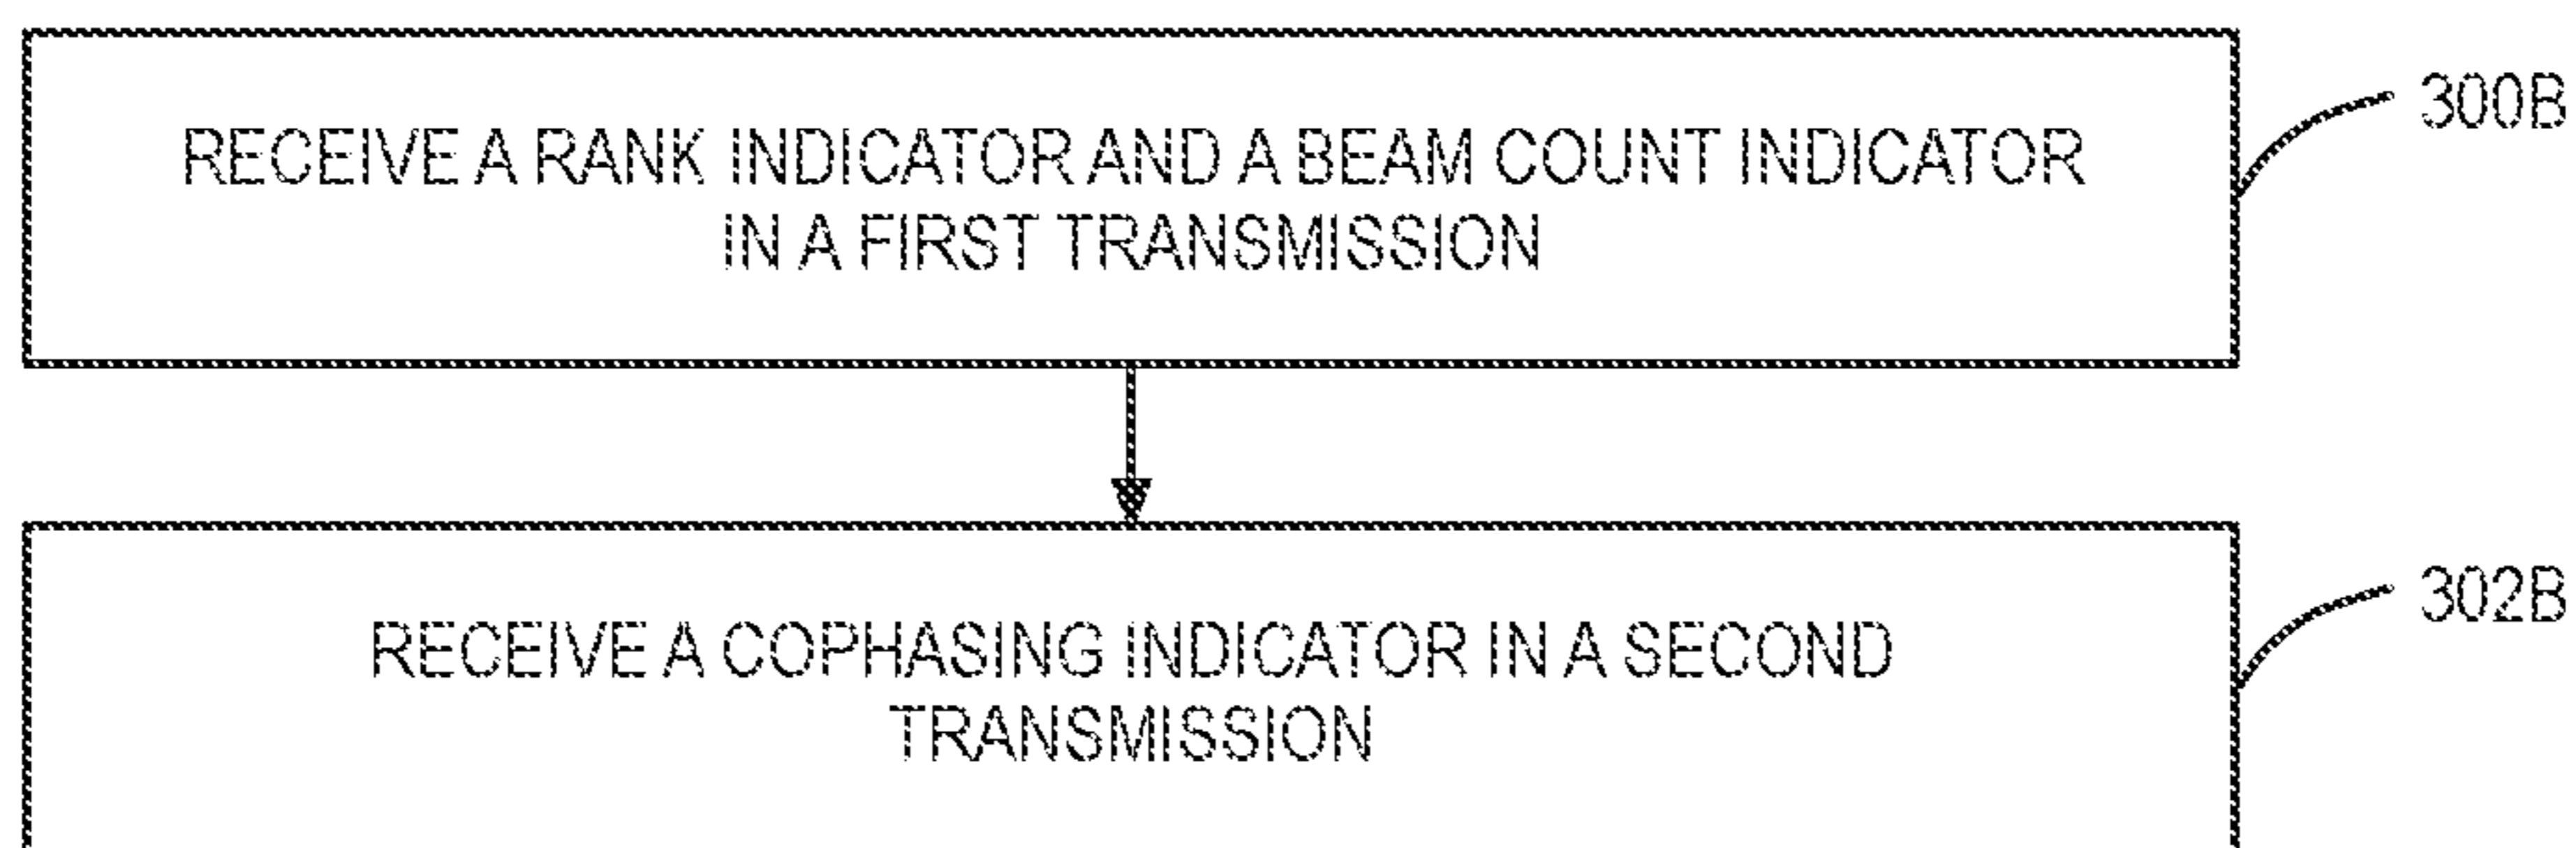 RECEIVE A RANK INDICATOR AND A BEAM COUNT INDICATOR
IN A FIRST TRANSMISSION
300B
RECEIVE A COPHASING INDICATOR IN A SECOND
TRANSMISSION
302B